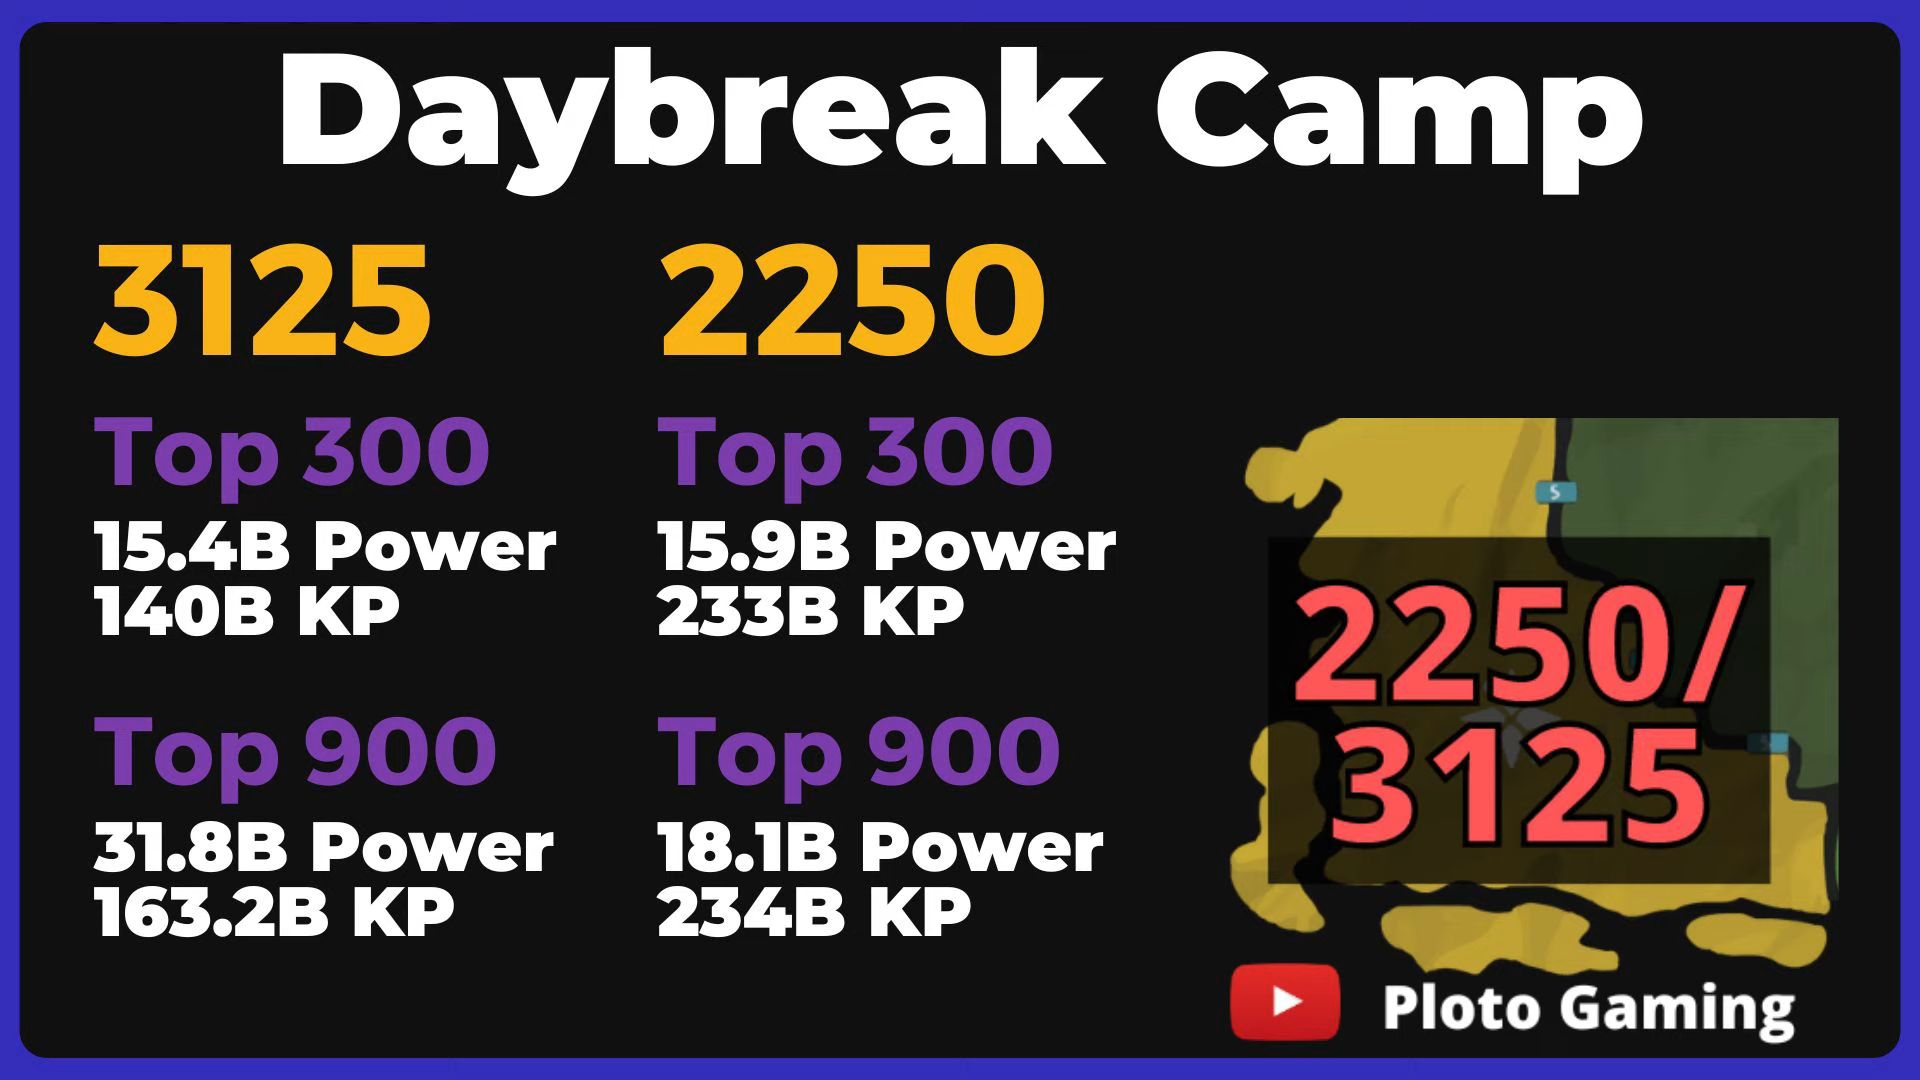 Daybreak Camp
3125
Top 300
15.4B Power
140B KP
Top 900
31.8B Power
163.2B KP
2250
Top 300
15.9B Power
233B KP
Top 900
18.1B Power
234B KP
S
2250/
3125
Ploto Gaming